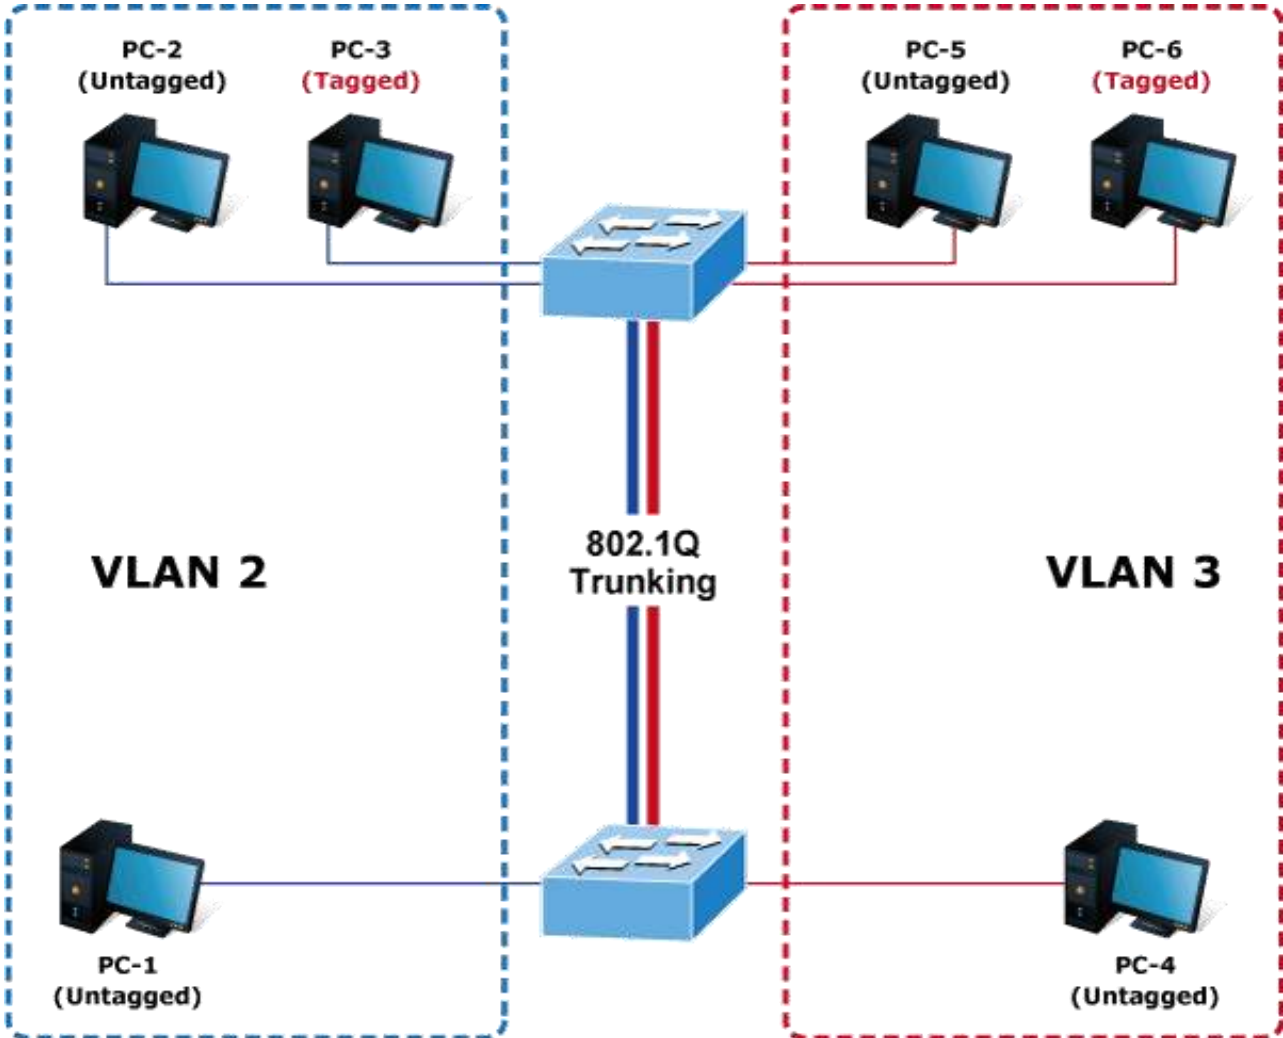 PC-2
(Untagged)
PC-3
(Tagged)
PC-5
(Untagged)
PC-6
(Tagged)
802.1Q
Trunking
VLAN 2
VLAN 3
PC-1
(Untagged)
PC-4
(Untagged)